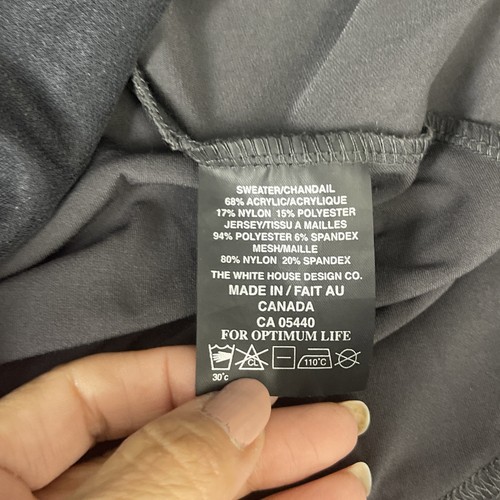 SWEATER/CHANDAIL
68% ACRYLIC/ACRYLIQUE
17% NYLON 15% POLYESTER
JERSEY/TISSU A MAILLES
94% POLYESTER 6% SPANDEX
MESH/MAILLE
80% NYLON 20% SPANDEX
THE WHITE HOUSE DESIGN CO.
MADE IN / FAIT AU
CANADA
CA 05440
FOR OPTIMUM LIFE
CL 110°C
30°c